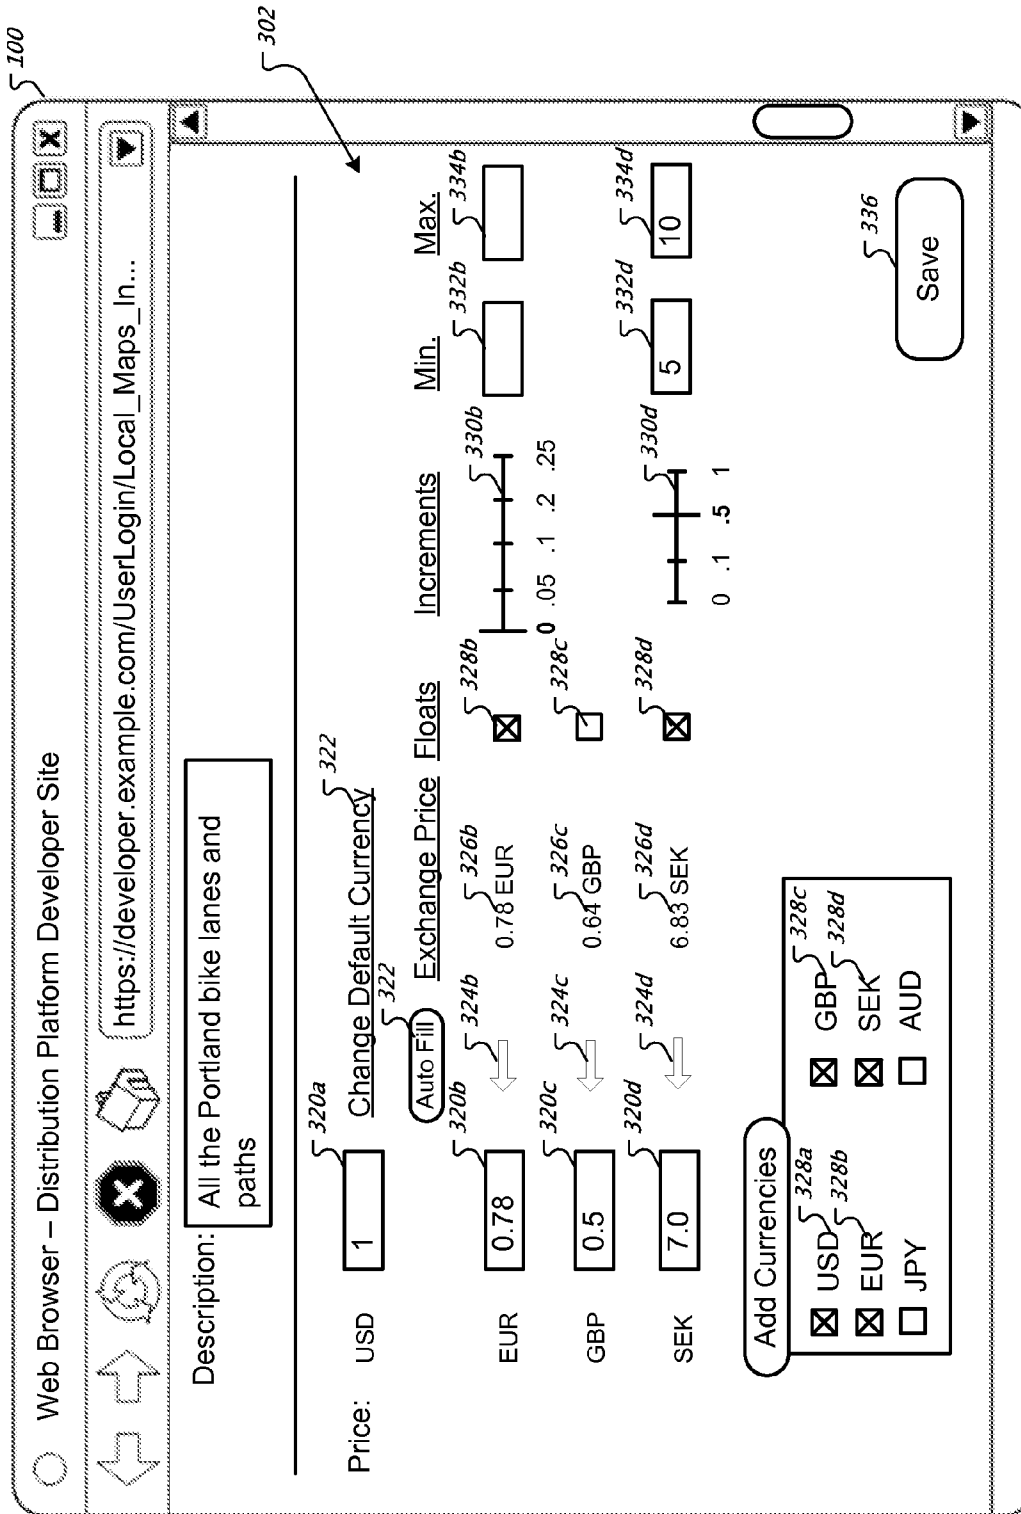 100
Web Browser – Distribution Platform Developer Site
https://developer.example.com/UserLogin/Local_Maps_In...
302
Description: All the Portland bike lanes and
paths
320a
322
Price: USD 1 Change Default Currency
322
Auto Fill Exchange Price Floats Increments Min. Max.
320b 324b 326b 328b 330b 332b 334b
EUR 0.78 0.78 EUR
0 .05 .1 .2 .25
320c 324c 326c 328c
GBP 0.5 0.64 GBP
320d 324d 326d 328d 330d 332d 334d
SEK 7.0 6.83 SEK 5 10
0 .1 .5 1
Add Currencies
328a 328c
USD GBP
328b 328d
EUR SEK
JPY AUD
336
Save